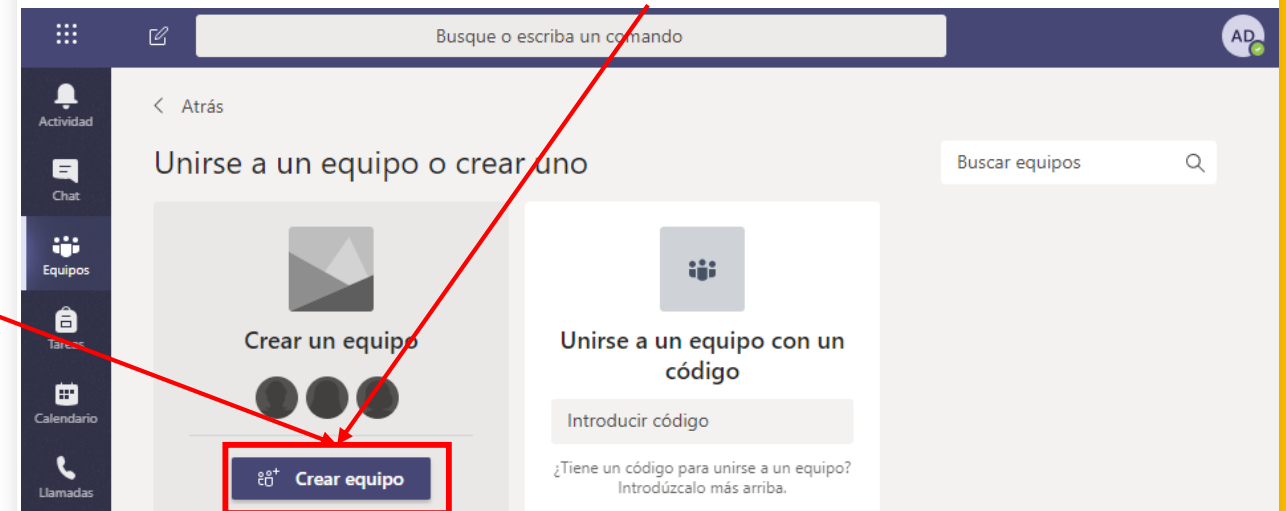 Busque o escriba un comando
AD
Actividad
Chat
Equipos
Tareas
Calendario
Llamadas
< Atrás
Unirse a un equipo o crear uno
Buscar equipos
Crear un equipo
Crear equipo
Unirse a un equipo con un
código
Introducir código
¿Tiene un código para unirse a un equipo?
Introdúzcalo más arriba.